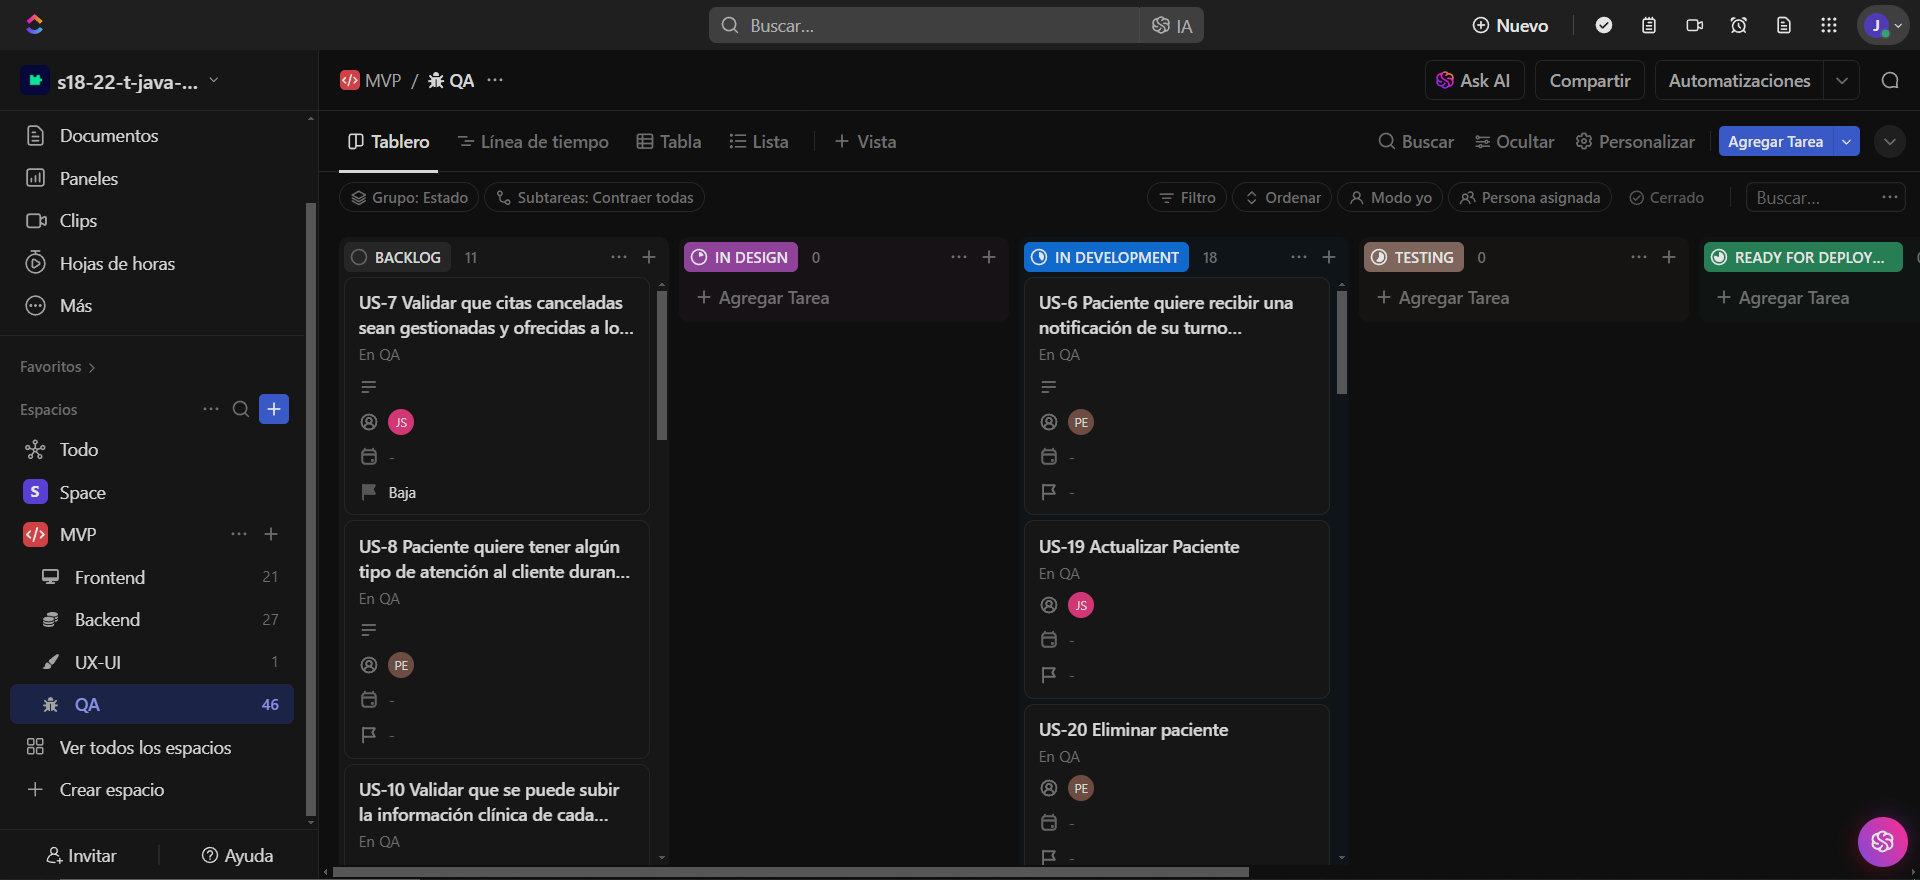 Buscar...
IA
Nuevo
J
s18-22-t-java-...
MVP / QA ...
Ask AI
Compartir
Automatizaciones
Documentos
Paneles
Clips
Hojas de horas
Más
Favoritos
Espacios
Todo
S Space
MVP
Frontend 21
Backend 27
UX-UI 1
QA 46
Ver todos los espacios
Crear espacio
Invitar
Ayuda
Tablero
Línea de tiempo
Tabla
Lista
+ Vista
Buscar
Ocultar
Personalizar
Agregar Tarea
Grupo: Estado
Subtareas: Contraer todas
Filtro
Ordenar
Modo yo
Persona asignada
Cerrado
Buscar...
BACKLOG 11
US-7 Validar que citas canceladas
sean gestionadas y ofrecidas a lo...
En QA
JS
-
Baja
US-8 Paciente quiere tener algún
tipo de atención al cliente duran...
En QA
PE
-
-
US-10 Validar que se puede subir
la información clínica de cada...
En QA
IN DESIGN 0
+ Agregar Tarea
IN DEVELOPMENT 18
US-6 Paciente quiere recibir una
notificación de su turno...
En QA
PE
-
-
US-19 Actualizar Paciente
En QA
JS
-
-
US-20 Eliminar paciente
En QA
PE
-
-
TESTING 0
+ Agregar Tarea
READY FOR DEPLOY...
+ Agregar Tarea